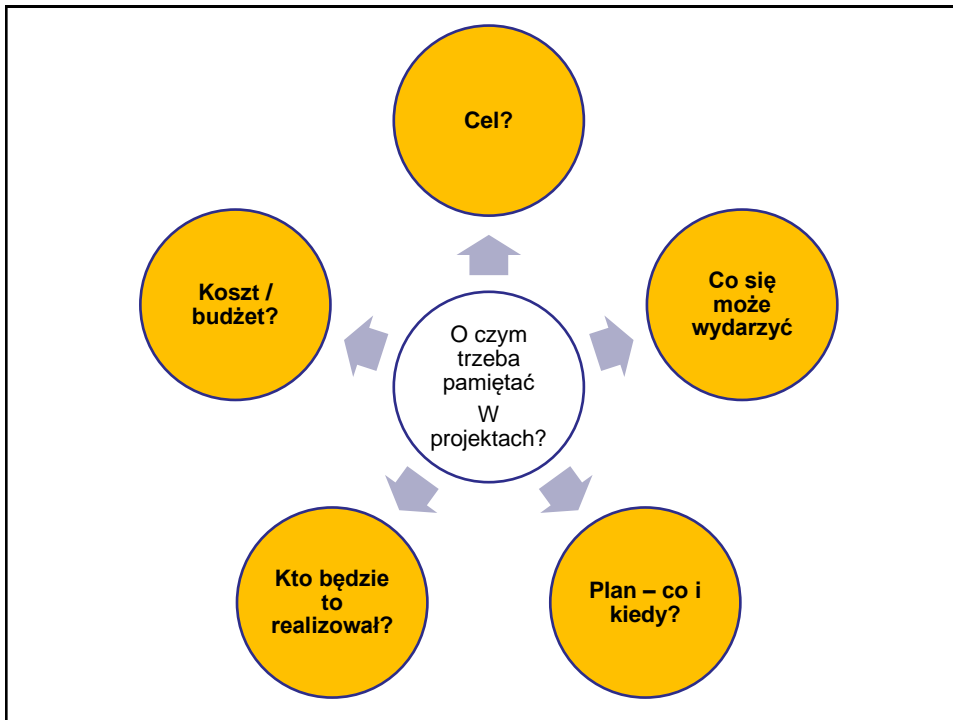 Cel?
Co się
może
wydarzyć
Koszt /
budżet?
O czym
trzeba
pamiętać
W
projektach?
Kto będzie
to
realizował?
Plan – co i
kiedy?